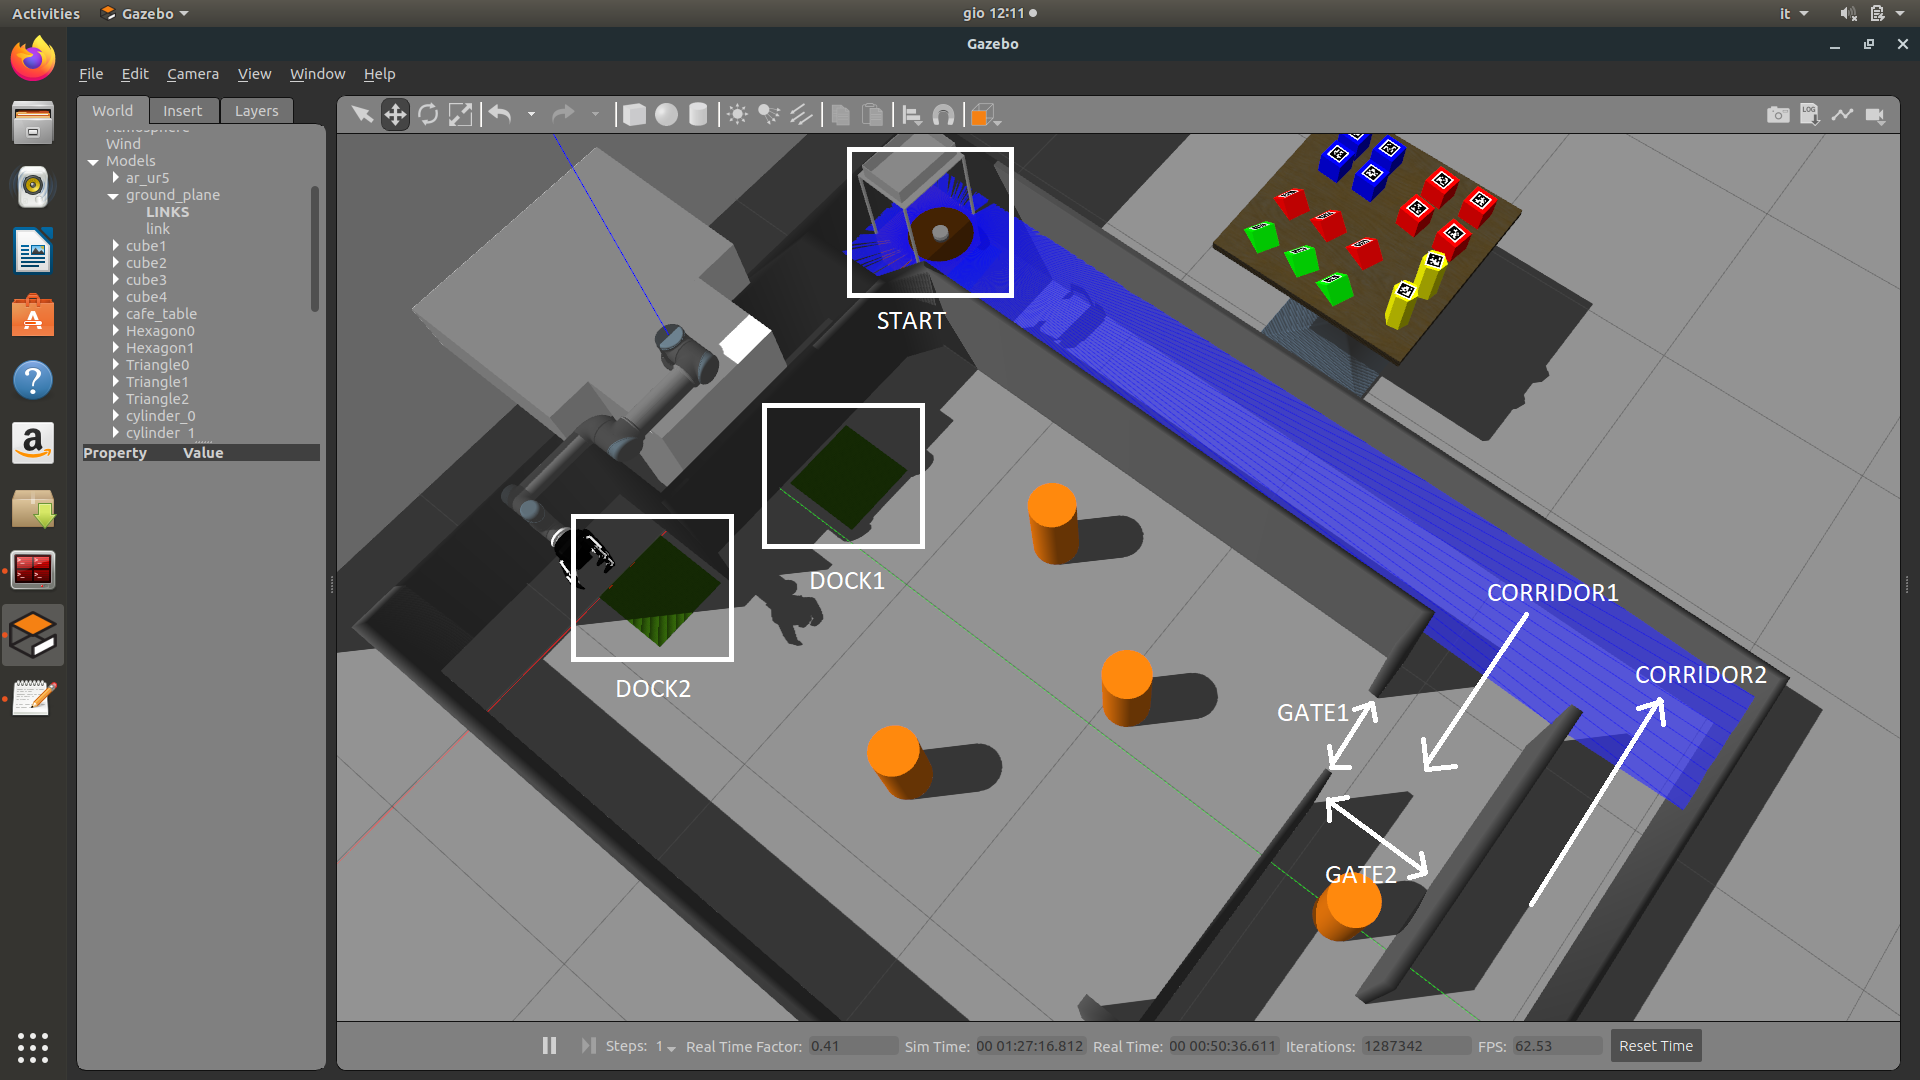 Activities Gazebo gio 12:11 it
Gazebo
File Edit Camera View Window Help
World Insert Layers
Atmosphere
Wind
Models
ar_ur5
ground_plane
LINKS
link
cube1
cube2
cube3
cube4
cafe_table
Hexagon0
Hexagon1
Triangle0
Triangle1
Triangle2
cylinder_0
cylinder_1
Property Value
LOG
START
DOCK1
DOCK2
CORRIDOR1
CORRIDOR2
GATE1
GATE2
Steps: 1 Real Time Factor: 0.41 Sim Time: 00 01:27:16.812 Real Time: 00 00:50:36.611 Iterations: 1287342 FPS: 62.53 Reset Time